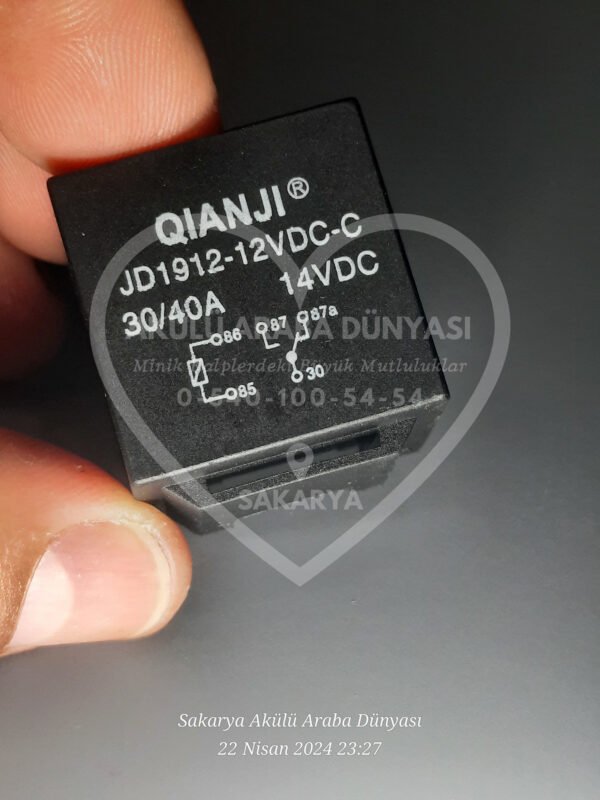 QIANJI®
JD1912-12VDC-C
30/40A 14VDC
86 87 87a
85 30
AKÜLÜ ARABA DÜNYASI
Minik Kalplerdeki Büyük Mutluluklar
0-540-100-54-54
SAKARYA
Sakarya Akülü Araba Dünyası
22 Nisan 2024 23:27